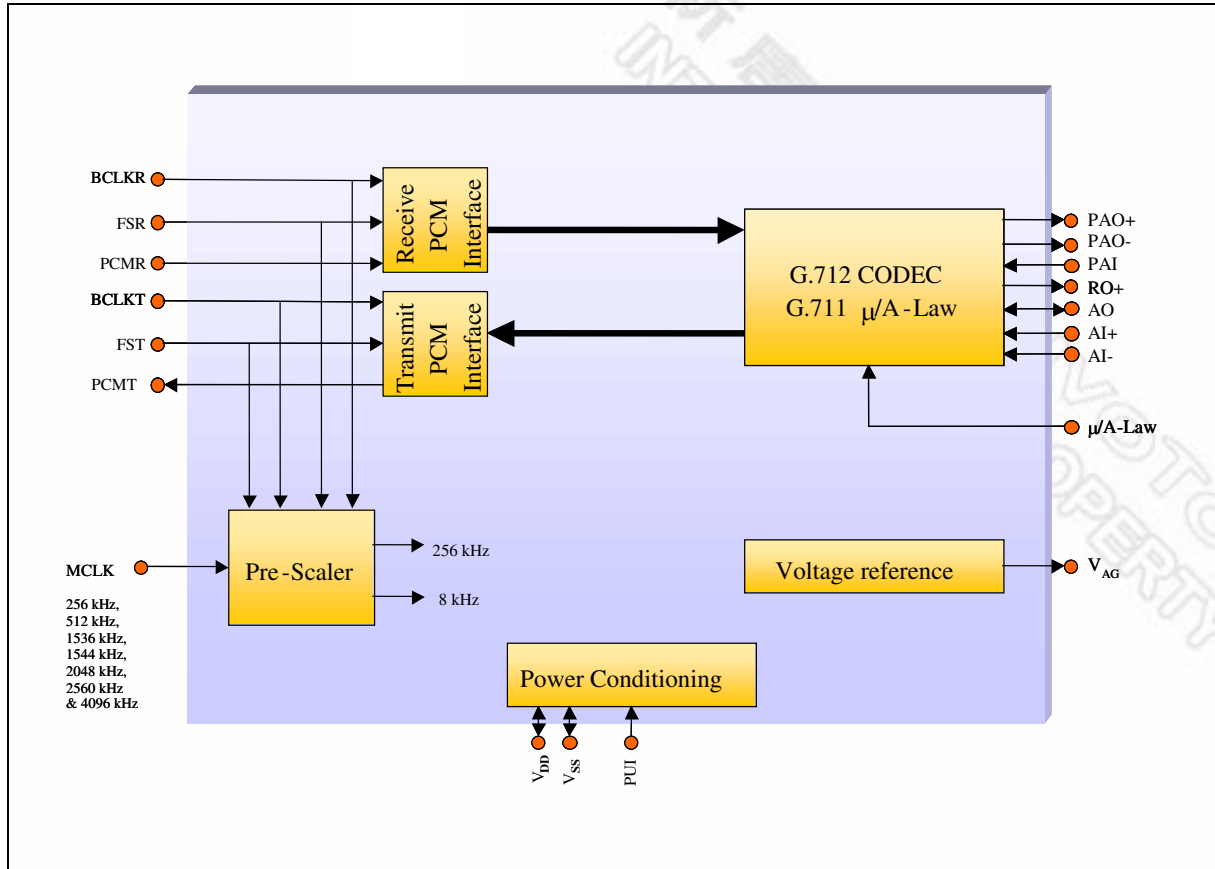 新 唐
BCLKR
FSR
PCMR
BCLKT
FST
PCMT
Receive
PCM
Interface
Transmit
PCM
Interface
G.712 CODEC
G.711 μ/A-Law
PAO+
PAO-
PAI
RO+
AO
AI+
AI-
μ/A-Law
MCLK
256 kHz,
512 kHz,
1536 kHz,
1544 kHz,
2048 kHz,
2560 kHz
& 4096 kHz
Pre-Scaler
256 kHz
8 kHz
Voltage reference
VAG
Power Conditioning
VDD
VSS
PUI